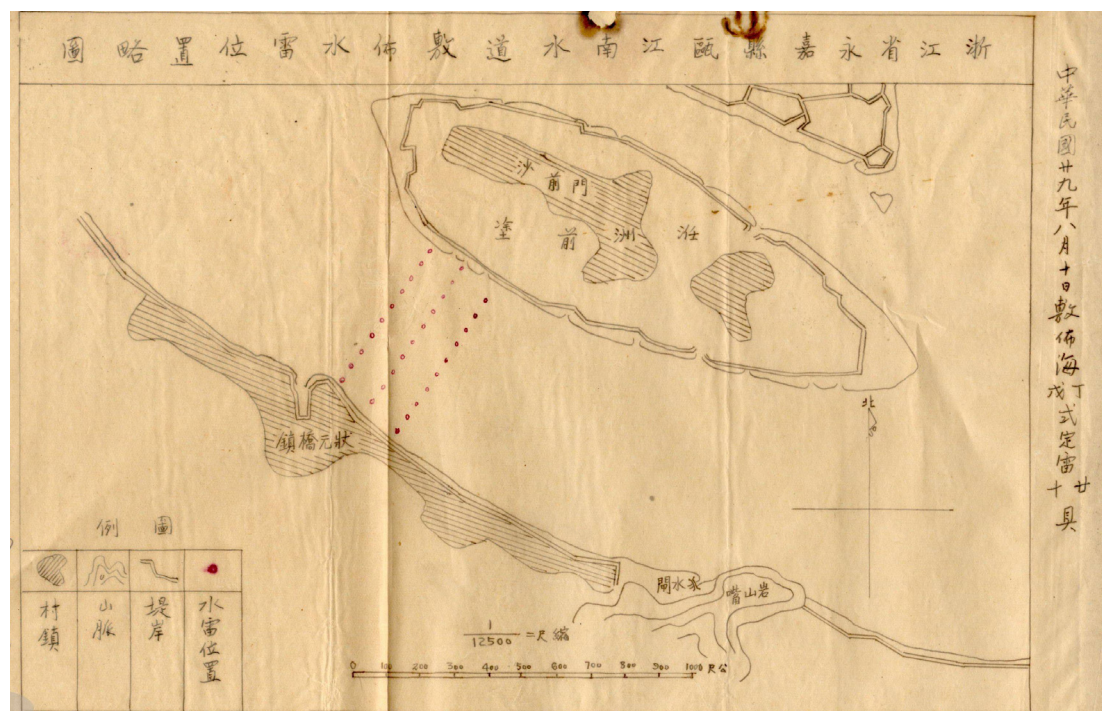 浙江省永嘉縣甌江南水道敷佈水雷位置略圖
中華民國廿九年八月十日敷佈海丁戊式定雷廿十具
沙前門
塗前洲
狀元橋鎮
北
岩山嘴
圖例
水雷位置
堤岸
山脈
村鎮
縮尺=1/12500
0 100 200 300 400 500 600 700 800 900 1000 公尺